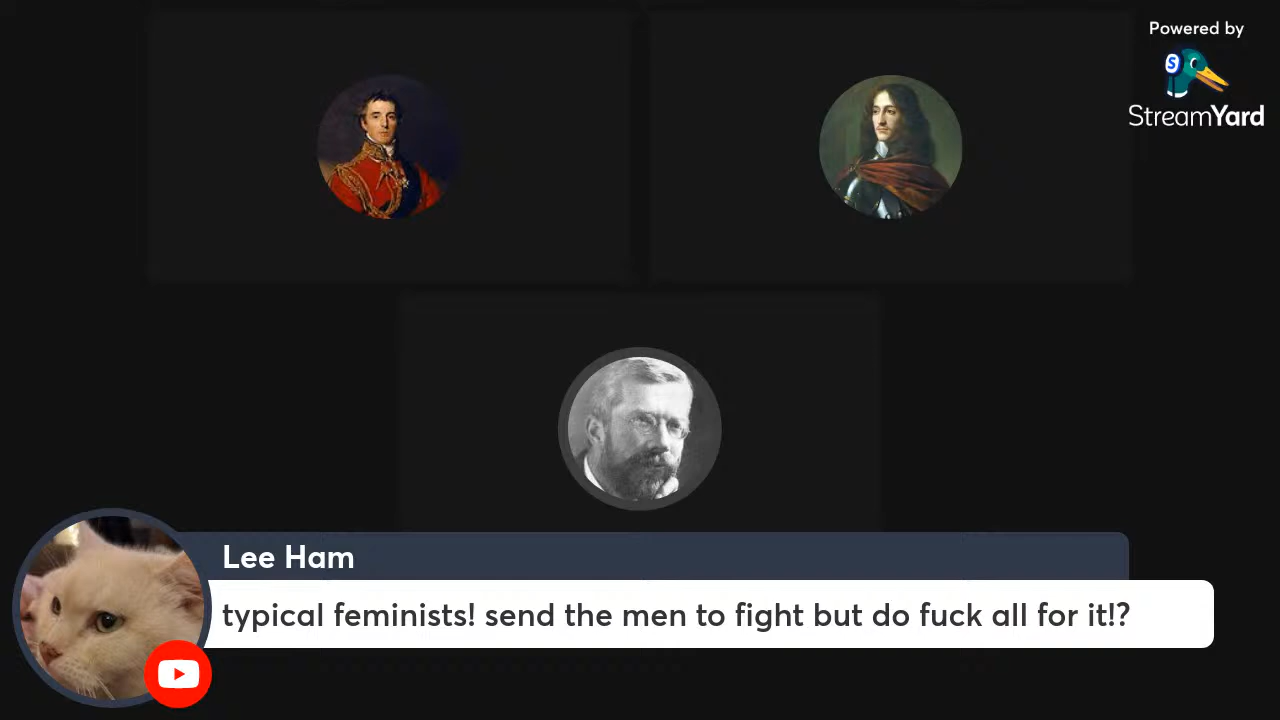 Powered by
S
StreamYard
Lee Ham
typical feminists! send the men to fight but do fuck all for it!?